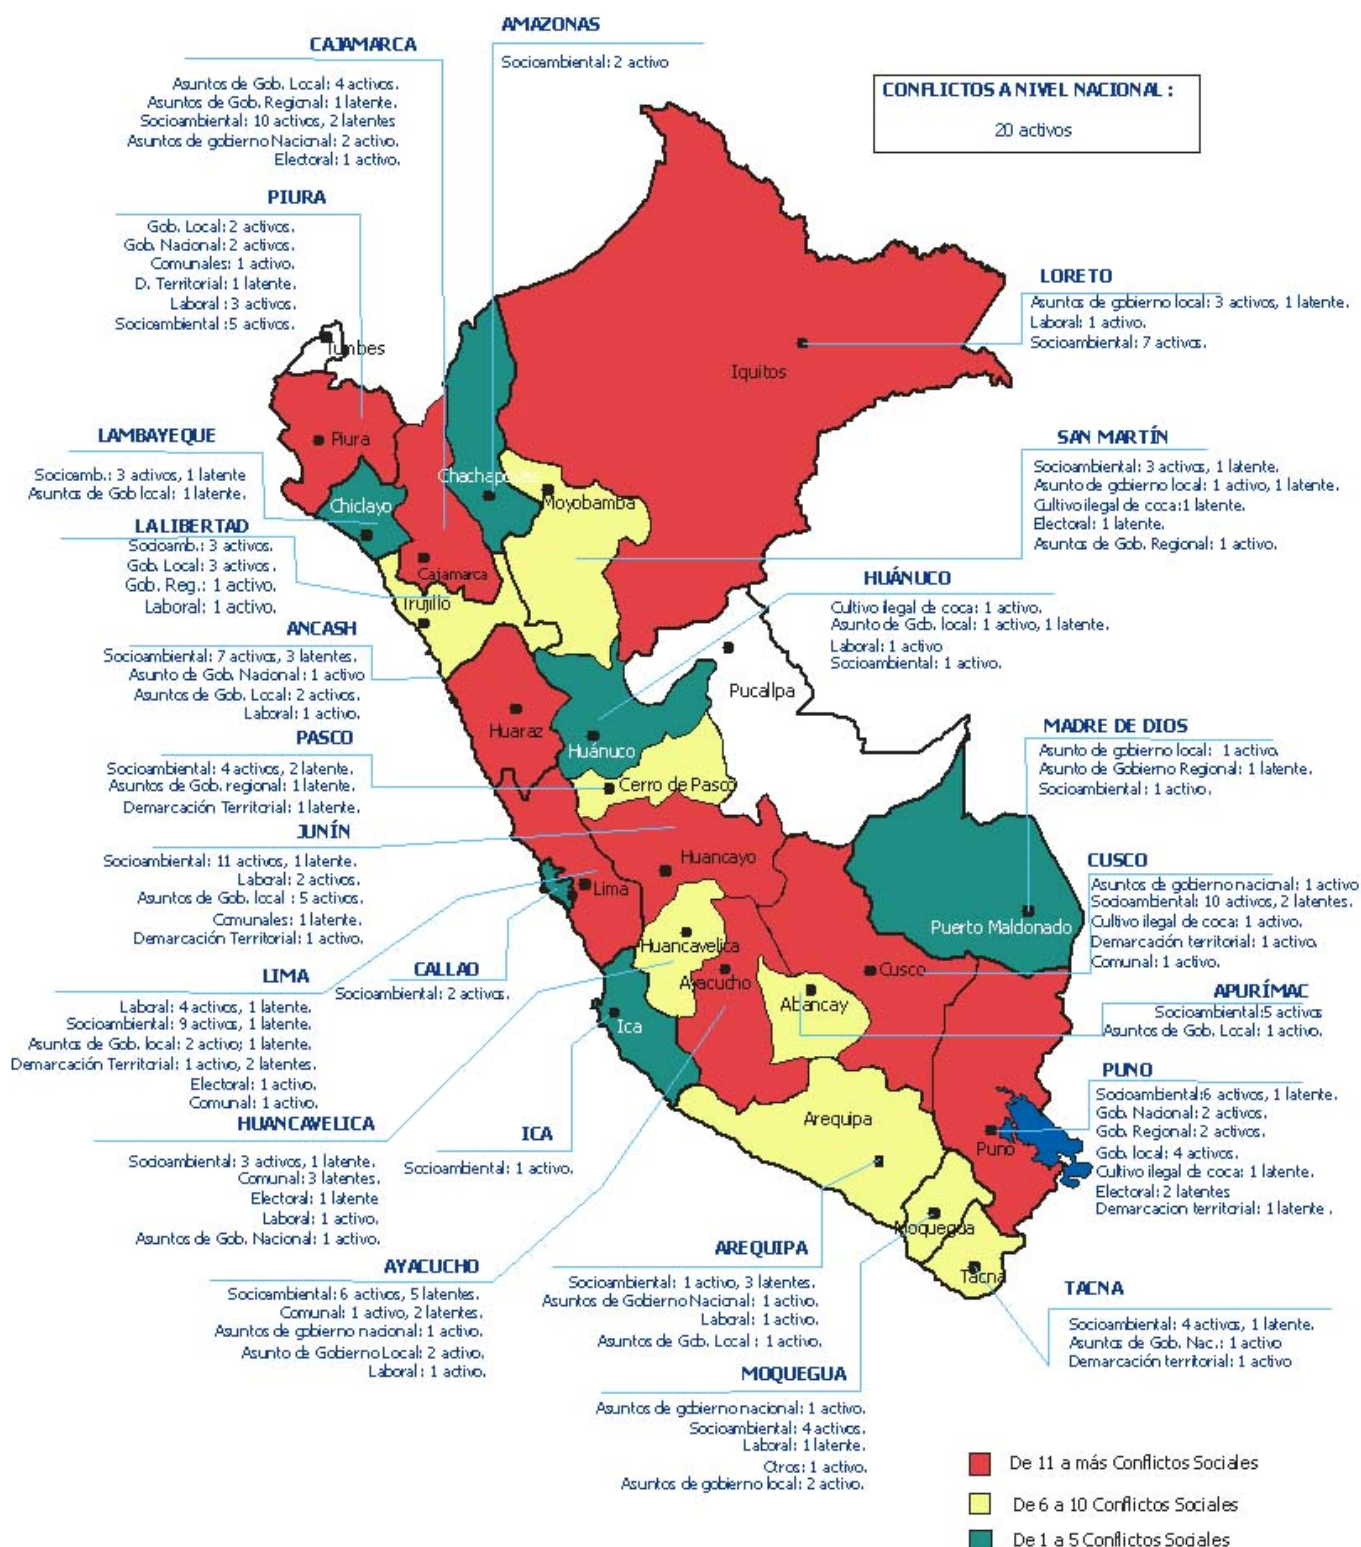 AMAZONAS
Socioambiental: 2 activo
CAJAMARCA
Asuntos de Gob. Local: 4 activos.
Asuntos de Gob. Regional: 1 latente.
Socioambiental: 10 activos, 2 latentes
Asuntos de gobierno Nacional: 2 activo.
Electoral: 1 activo.
CONFLICTOS A NIVEL NACIONAL :
20 activos
PIURA
Gob. Local: 2 activos.
Gob. Nacional: 2 activos.
Comunales: 1 activo.
D. Territorial: 1 latente.
Laboral : 3 activos.
Socioambiental : 5 activos.
LORETO
Asuntos de gobierno local: 3 activos, 1 latente.
Laboral: 1 activo.
Socioambiental: 7 activos.
LAMBAYEQUE
Socioamb.: 3 activos, 1 latente
Asuntos de Gob local: 1 latente.
SAN MARTÍN
Socioambiental: 3 activos, 1 latente.
Asunto de gobierno local: 1 activo, 1 latente.
Cultivo ilegal de coca:1 latente.
Electoral: 1 latente.
Asuntos de Gob. Regional: 1 activo.
LA LIBERTAD
Socioamb.: 3 activos.
Gob. Local: 3 activos.
Gob. Reg.: 1 activo.
Laboral: 1 activo.
HUÁNUCO
Cultivo ilegal de coca: 1 activo.
Asunto de Gob. local: 1 activo, 1 latente.
Laboral: 1 activo
Socioambiental: 1 activo.
ANCASH
Socioambiental: 7 activos, 3 latentes.
Asunto de Gob. Nacional: 1 activo
Asuntos de Gob. Local: 2 activos.
Laboral: 1 activo.
PASCO
Socioambiental: 4 activos, 2 latente.
Asuntos de Gob. regional: 1 latente.
Demarcación Territorial: 1 latente.
MADRE DE DIOS
Asunto de gobierno local: 1 activo.
Asunto de Gobierno Regional: 1 latente.
Socioambiental: 1 activo.
JUNÍN
Socioambiental: 11 activos, 1 latente.
Laboral: 2 activos.
Asuntos de Gob. local : 5 activos.
Comunales: 1 latente.
Demarcación Territorial: 1 activo.
CUSCO
Asuntos de gobierno nacional: 1 activo
Socioambiental: 10 activos, 2 latentes.
Cultivo ilegal de coca: 1 activo.
Demarcación territorial: 1 activo.
Comunal: 1 activo.
LIMA
Laboral: 4 activos, 1 latente.
Socioambiental: 9 activos, 1 latente.
Asuntos de Gob. local: 2 activo; 1 latente.
Demarcación Territorial: 1 activo, 2 latentes.
Electoral: 1 activo.
Comunal: 1 activo.
CALLAO
Socioambiental: 2 activos.
APURÍMAC
Socioambiental:5 activos
Asuntos de Gob. Local: 1 activo.
PUNO
Socioambiental:6 activos, 1 latente.
Gob. Nacional: 2 activos.
Gob. Regional: 2 activos.
Gob. local: 4 activos.
Cultivo ilegal de coca: 1 latente.
Electoral: 2 latentes
Demarcacion territorial: 1 latente .
HUANCAVELICA
Socioambiental: 3 activos, 1 latente.
Comunal: 3 latentes.
Electoral: 1 latente
Laboral: 1 activo.
Asuntos de Gob. Nacional: 1 activo.
ICA
Socioambiental: 1 activo.
AYACUCHO
Socioambiental: 6 activos, 5 latentes.
Comunal: 1 activo, 2 latentes.
Asuntos de gobierno nacional: 1 activo.
Asunto de Gobierno Local: 2 activo.
Laboral: 1 activo.
AREQUIPA
Socioambiental: 1 activo, 3 latentes.
Asuntos de Gobierno Nacional: 1 activo.
Laboral: 1 activo.
Asuntos de Gob. Local : 1 activo.
TACNA
Socioambiental: 4 activos, 1 latente.
Asuntos de Gob. Nac.: 1 activo
Demarcación territorial: 1 activo
MOQUEGUA
Asuntos de gobierno nacional: 1 activo.
Socioambiental: 4 activos.
Laboral: 1 latente.
Otros: 1 activo.
Asuntos de gobierno local: 2 activo.
Tumbes
Iquitos
Piura
Chachapoyas
Moyobamba
Chiclayo
Cajamarca
Trujillo
Pucallpa
Huaraz
Huánuco
Cerro de Pasco
Huancayo
Lima
Puerto Maldonado
Huancavelica
Ayacucho
Cusco
Abancay
Ica
Arequipa
Puno
Moquegua
Tacna
De 11 a más Conflictos Sociales
De 6 a 10 Conflictos Sociales
De 1 a 5 Conflictos Sociales